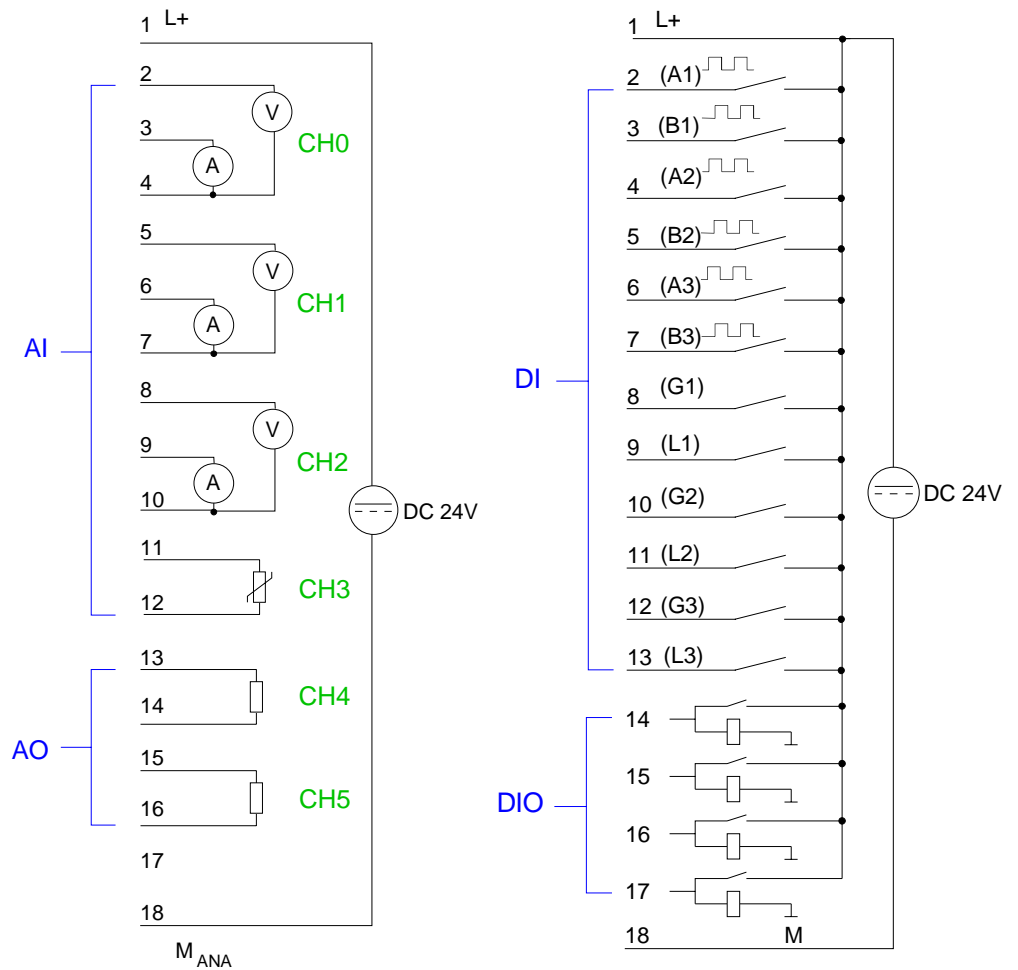 1 L+
2
V
3
CH0
A
4
5
V
6
CH1
A
7
AI
8
V
9
CH2
A
10
DC 24V
11
CH3
12
13
CH4
14
AO
15
CH5
16
17
18
M ANA
1 L+
2 (A1)
3 (B1)
4 (A2)
5 (B2)
6 (A3)
7 (B3)
DI
8 (G1)
9 (L1)
DC 24V
10 (G2)
11 (L2)
12 (G3)
13 (L3)
14
15
DIO
16
17
18 M